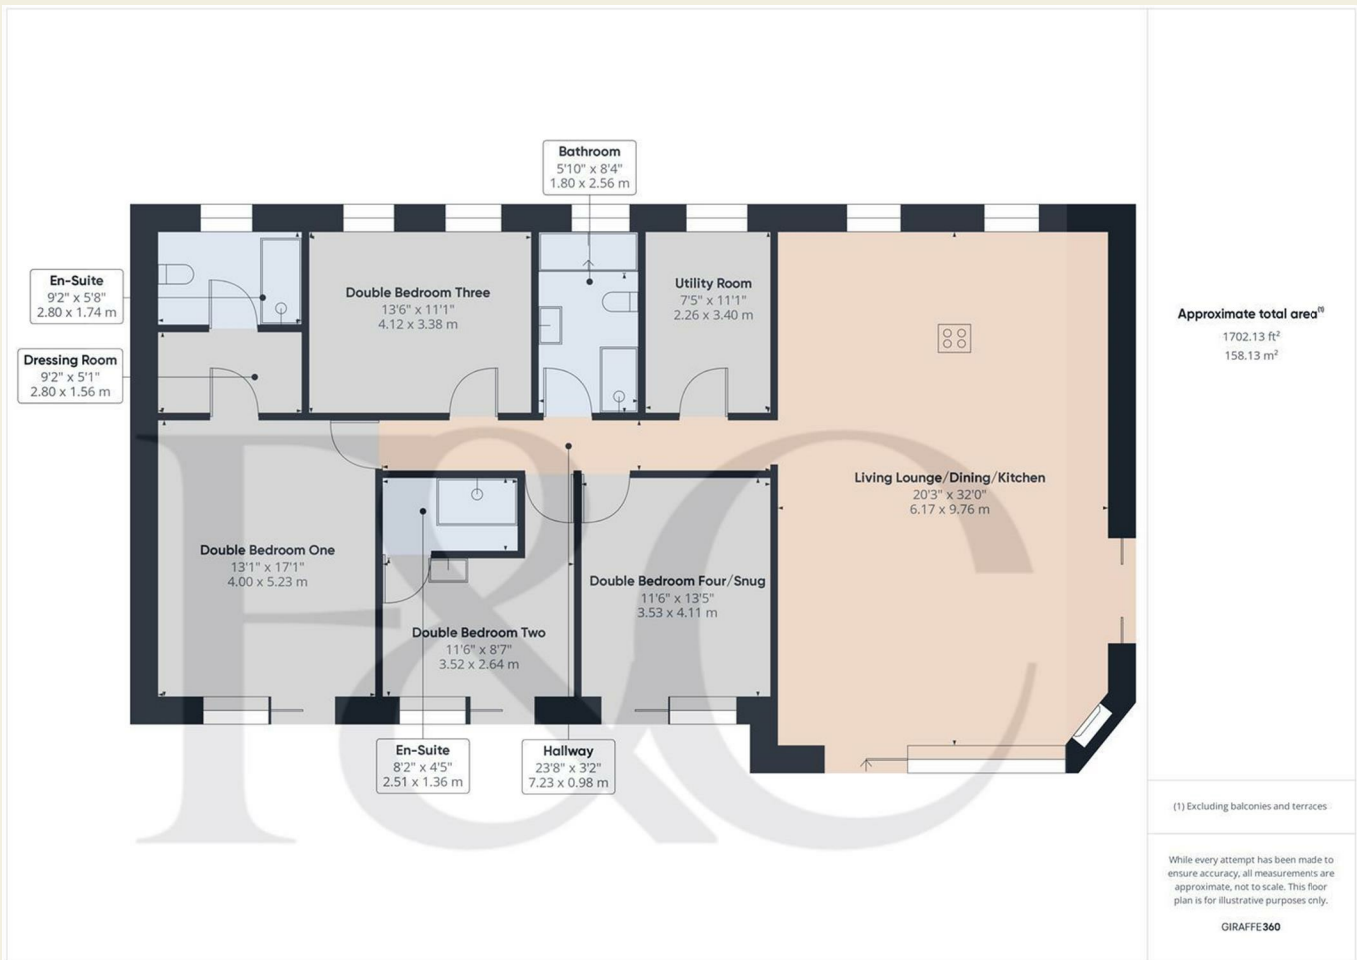 Bathroom
5'10" x 8'4"
1.80 x 2.56 m
En-Suite
9'2" x 5'8"
2.80 x 1.74 m
Dressing Room
9'2" x 5'1"
2.80 x 1.56 m
Double Bedroom Three
13'6" x 11'1"
4.12 x 3.38 m
Utility Room
7'5" x 11'1"
2.26 x 3.40 m
Living Lounge/Dining/Kitchen
20'3" x 32'0"
6.17 x 9.76 m
Double Bedroom One
13'1" x 17'1"
4.00 x 5.23 m
Double Bedroom Two
11'6" x 8'7"
3.52 x 2.64 m
Double Bedroom Four/Snug
11'6" x 13'5"
3.53 x 4.11 m
En-Suite
8'2" x 4'5"
2.51 x 1.36 m
Hallway
23'8" x 3'2"
7.23 x 0.98 m
F&C
Approximate total area(1)
1702.13 ft²
158.13 m²
(1) Excluding balconies and terraces
While every attempt has been made to
ensure accuracy, all measurements are
approximate, not to scale. This floor
plan is for illustrative purposes only.
GIRAFFE360